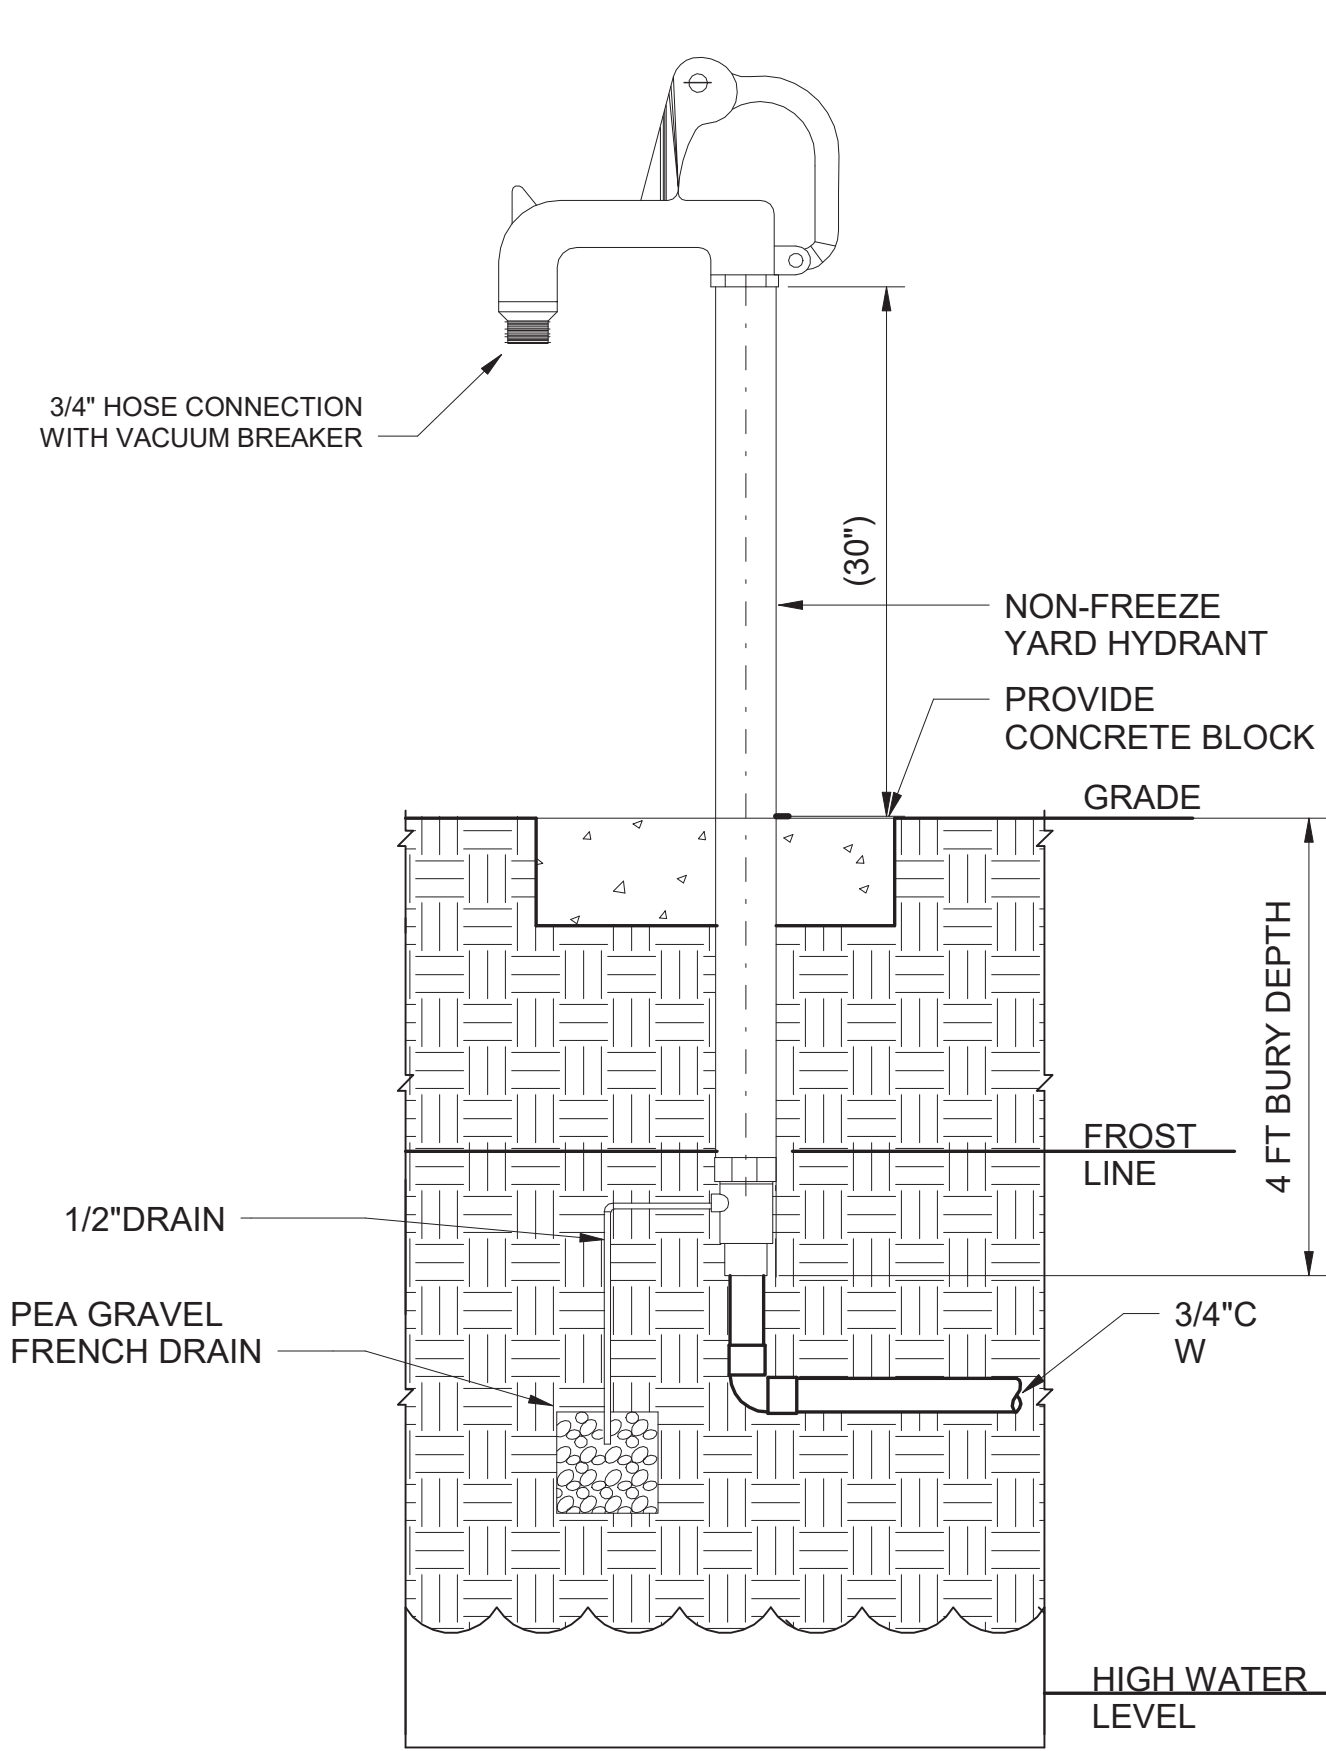 3/4" HOSE CONNECTION
WITH VACUUM BREAKER
(30")
NON-FREEZE
YARD HYDRANT
PROVIDE
CONCRETE BLOCK
GRADE
4 FT BURY DEPTH
FROST
LINE
1/2"DRAIN
PEA GRAVEL
FRENCH DRAIN
3/4"C
W
HIGH WATER
LEVEL